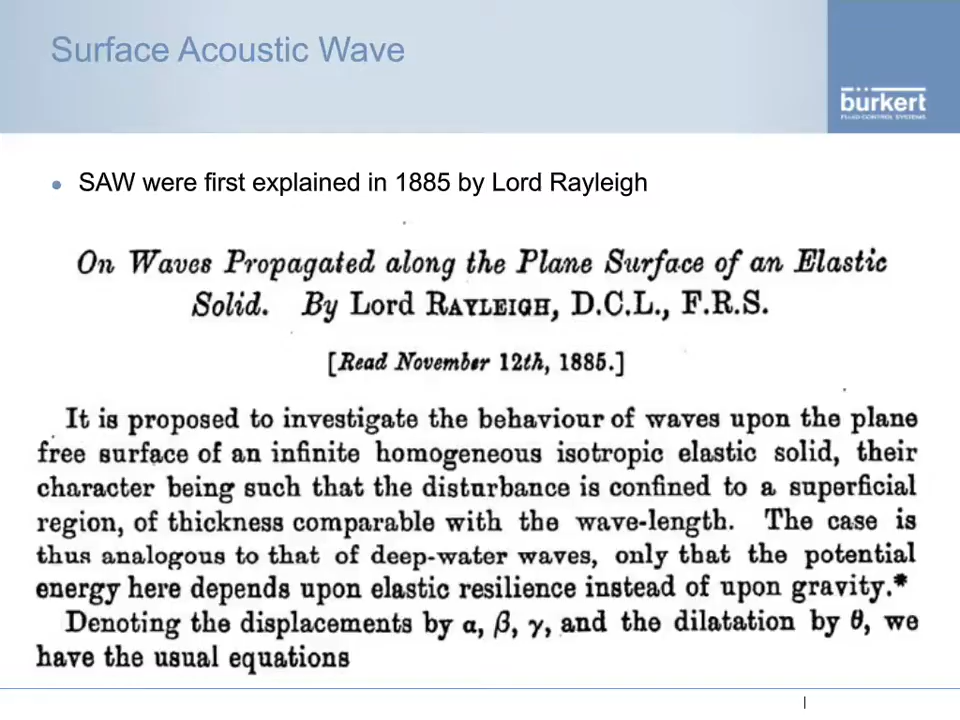 Surface Acoustic Wave
bürkert
FLUID CONTROL SYSTEMS
• SAW were first explained in 1885 by Lord Rayleigh
On Waves Propagated along the Plane Surface of an Elastic
Solid. By Lord RAYLEIGH, D.C.L., F.R.S.
[Read November 12th, 1885.]
It is proposed to investigate the behaviour of waves upon the plane
free surface of an infinite homogeneous isotropic elastic solid, their
character being such that the disturbance is confined to a superficial
region, of thickness comparable with the wave-length. The case is
thus analogous to that of deep-water waves, only that the potential
energy here depends upon elastic resilience instead of upon gravity.*
Denoting the displacements by α, β, γ, and the dilatation by θ, we
have the usual equations
|